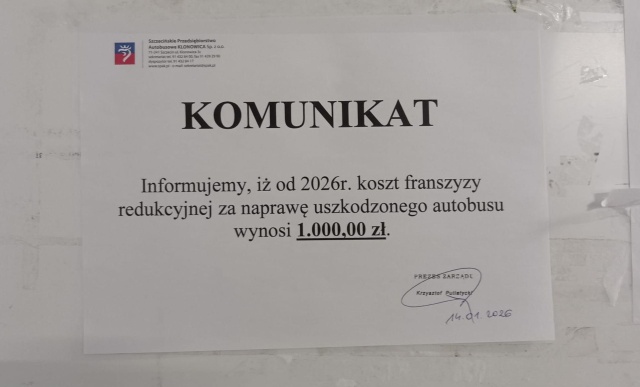 Szczecińskie Przedsiębiorstwo
Autobusowe KLONOWICA Sp. z o.o.
KOMUNIKAT
Informujemy, iż od 2026r. koszt franszyzy
redukcyjnej za naprawę uszkodzonego autobusu
wynosi 1.000,00 zł.
PREZES ZARZĄDU
Krzysztof
14.01.2026